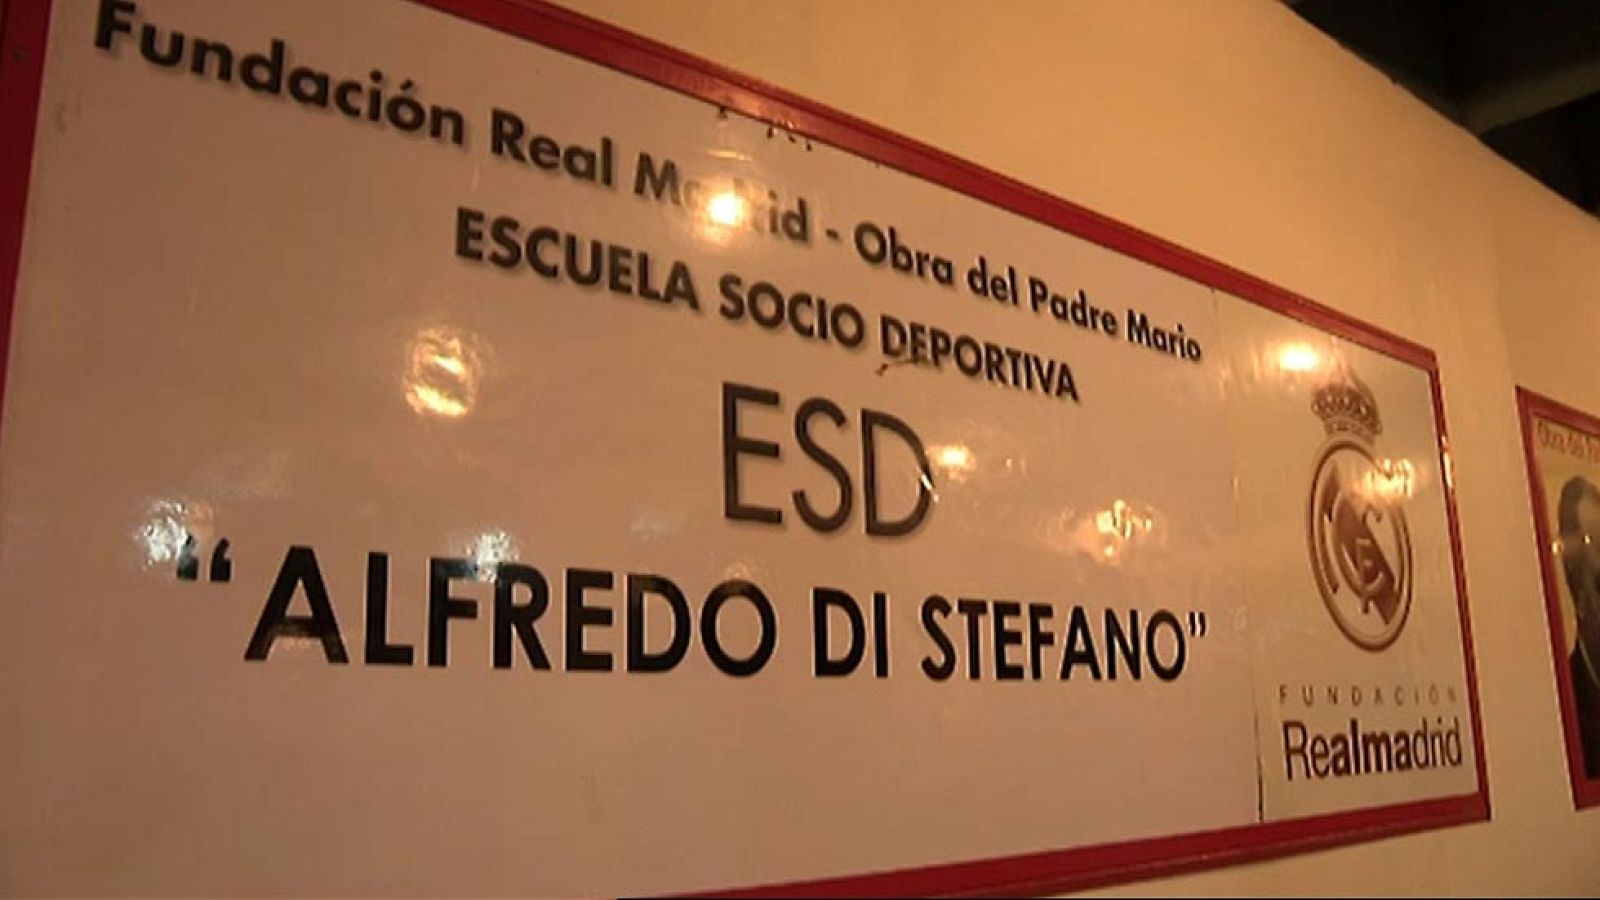 Fundación Real Madrid - Obra del Padre Mario
ESCUELA SOCIO DEPORTIVA
ESD
“ALFREDO DI STEFANO”
FUNDACIÓN
Realmadrid